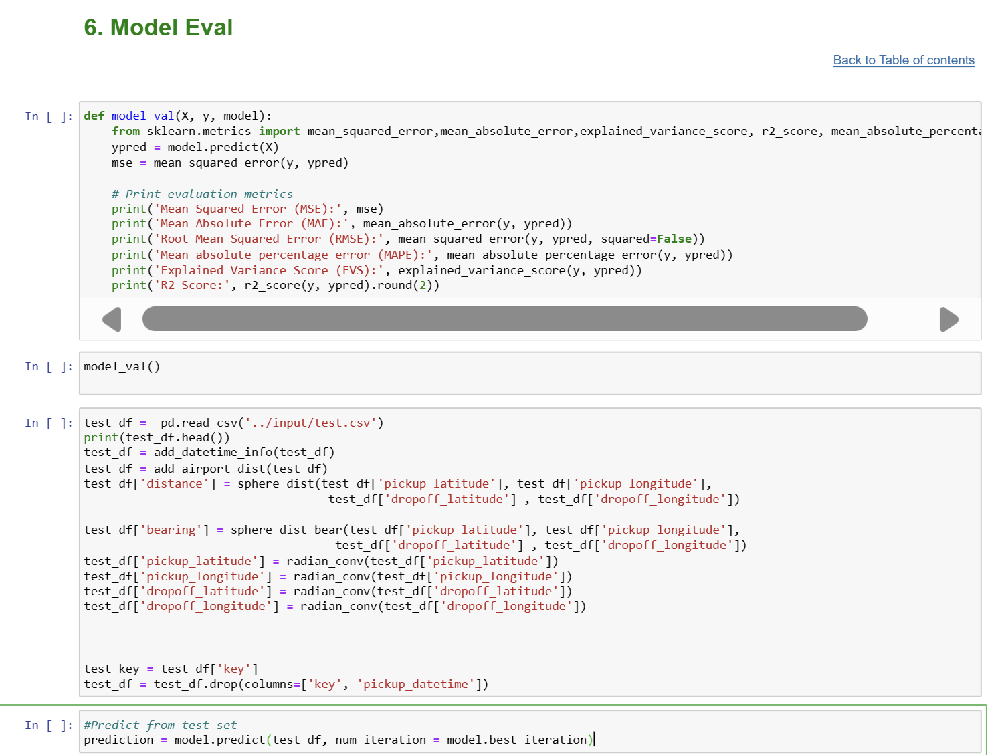 6. Model Eval
Back to Table of contents
In [ ]:
def model_val(X, y, model):
    from sklearn.metrics import mean_squared_error,mean_absolute_error,explained_variance_score, r2_score, mean_absolute_percenta
    ypred = model.predict(X)
    mse = mean_squared_error(y, ypred)
    # Print evaluation metrics
    print('Mean Squared Error (MSE):', mse)
    print('Mean Absolute Error (MAE):', mean_absolute_error(y, ypred))
    print('Root Mean Squared Error (RMSE):', mean_squared_error(y, ypred, squared=False))
    print('Mean absolute percentage error (MAPE):', mean_absolute_percentage_error(y, ypred))
    print('Explained Variance Score (EVS):', explained_variance_score(y, ypred))
    print('R2 Score:', r2_score(y, ypred).round(2))
In [ ]:
model_val()
In [ ]:
test_df =  pd.read_csv('../input/test.csv')
print(test_df.head())
test_df = add_datetime_info(test_df)
test_df = add_airport_dist(test_df)
test_df['distance'] = sphere_dist(test_df['pickup_latitude'], test_df['pickup_longitude'],
                                   test_df['dropoff_latitude'] , test_df['dropoff_longitude'])
test_df['bearing'] = sphere_dist_bear(test_df['pickup_latitude'], test_df['pickup_longitude'],
                                    test_df['dropoff_latitude'] , test_df['dropoff_longitude'])
test_df['pickup_latitude'] = radian_conv(test_df['pickup_latitude'])
test_df['pickup_longitude'] = radian_conv(test_df['pickup_longitude'])
test_df['dropoff_latitude'] = radian_conv(test_df['dropoff_latitude'])
test_df['dropoff_longitude'] = radian_conv(test_df['dropoff_longitude'])
test_key = test_df['key']
test_df = test_df.drop(columns=['key', 'pickup_datetime'])
In [ ]:
#Predict from test set
prediction = model.predict(test_df, num_iteration = model.best_iteration)